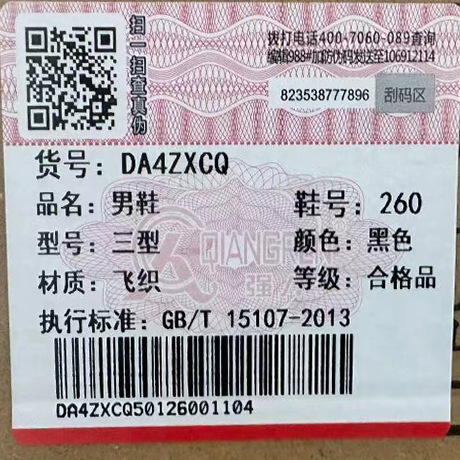 扫一扫查真伪
拨打电话400-7060-089查询
编辑988#加防伪码发送至106912114
823538777896 刮码区
货号：DA4ZXCQ
品名：男鞋 鞋号：260
型号：三型 颜色：黑色
QIANGREN
强人
材质：飞织 等级：合格品
执行标准：GB/T 15107-2013
DA4ZXCQ50126001104